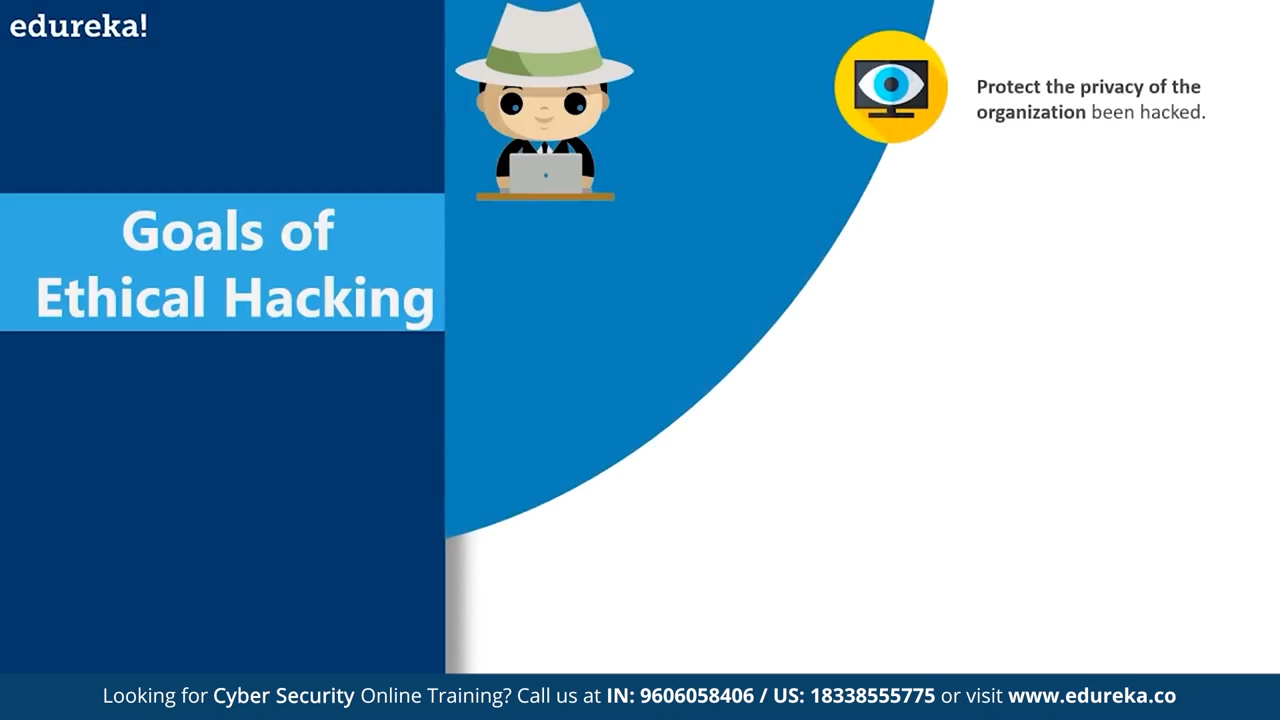 edureka!
Goals of
Ethical Hacking
Protect the privacy of the
organization been hacked.
Looking for Cyber Security Online Training? Call us at IN: 9606058406 / US: 18338555775 or visit www.edureka.co